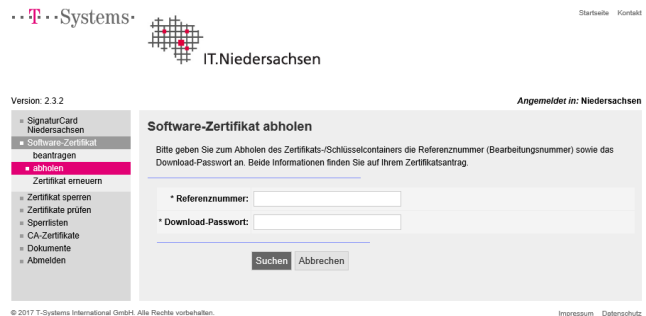 ···T···Systems·
Startseite Kontakt
IT.Niedersachsen
Version: 2.3.2
Angemeldet in: Niedersachsen
SignaturCard
Niedersachsen
Software-Zertifikat
beantragen
abholen
Zertifikat erneuern
Zertifikat sperren
Zertifikate prüfen
Sperrlisten
CA-Zertifikate
Dokumente
Abmelden
Software-Zertifikat abholen
Bitte geben Sie zum Abholen des Zertifikats-/Schlüsselcontainers die Referenznummer (Bearbeitungsnummer) sowie das
Download-Passwort an. Beide Informationen finden Sie auf Ihrem Zertifikatsantrag.
* Referenznummer:
* Download-Passwort:
Suchen Abbrechen
© 2017 T-Systems International GmbH. Alle Rechte vorbehalten.
Impressum Datenschutz